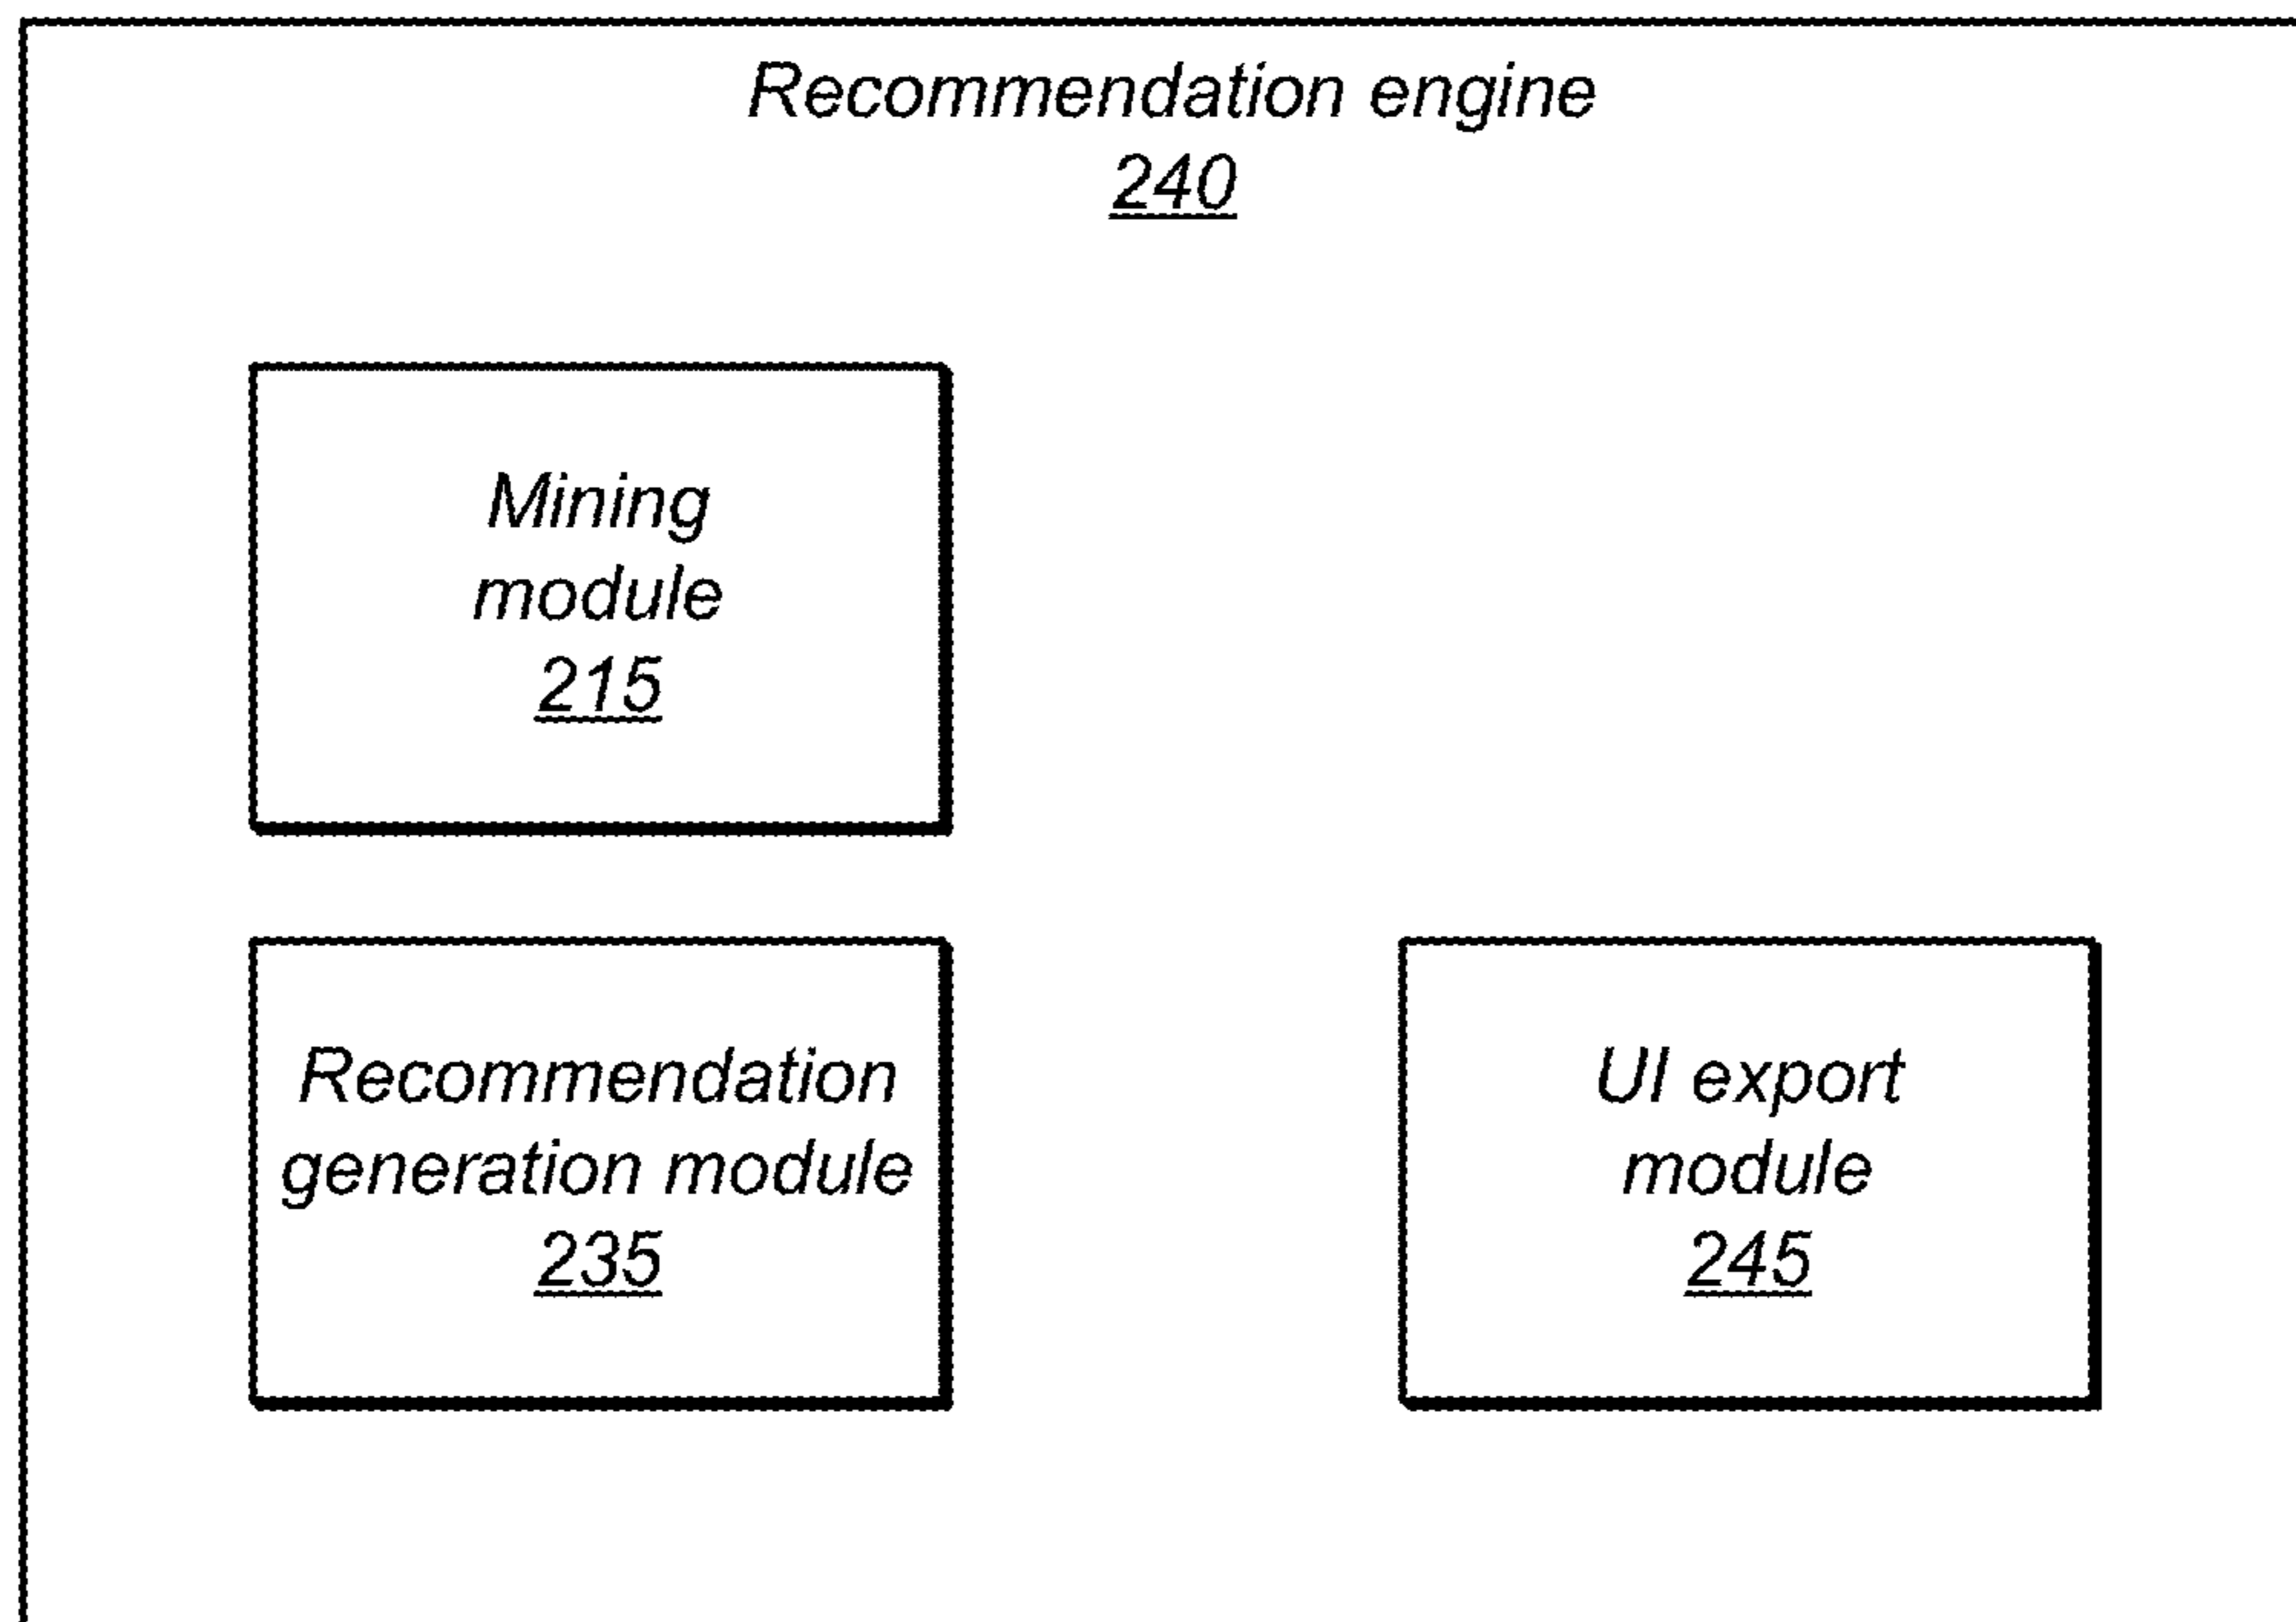 Recommendation engine
240
Mining
module
215
Recommendation
generation module
235
UI export
module
245